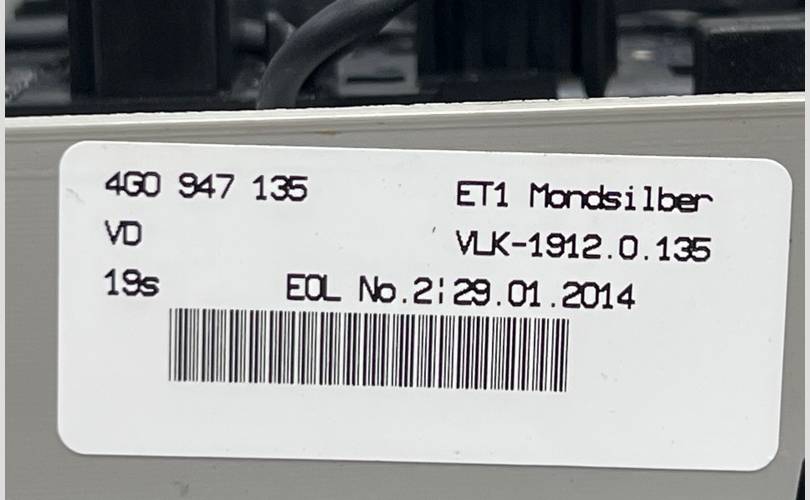 4G0 947 135 ET1 Mondsilber
VD VLK-1912.0.135
19s EOL No.2¦29.01.2014